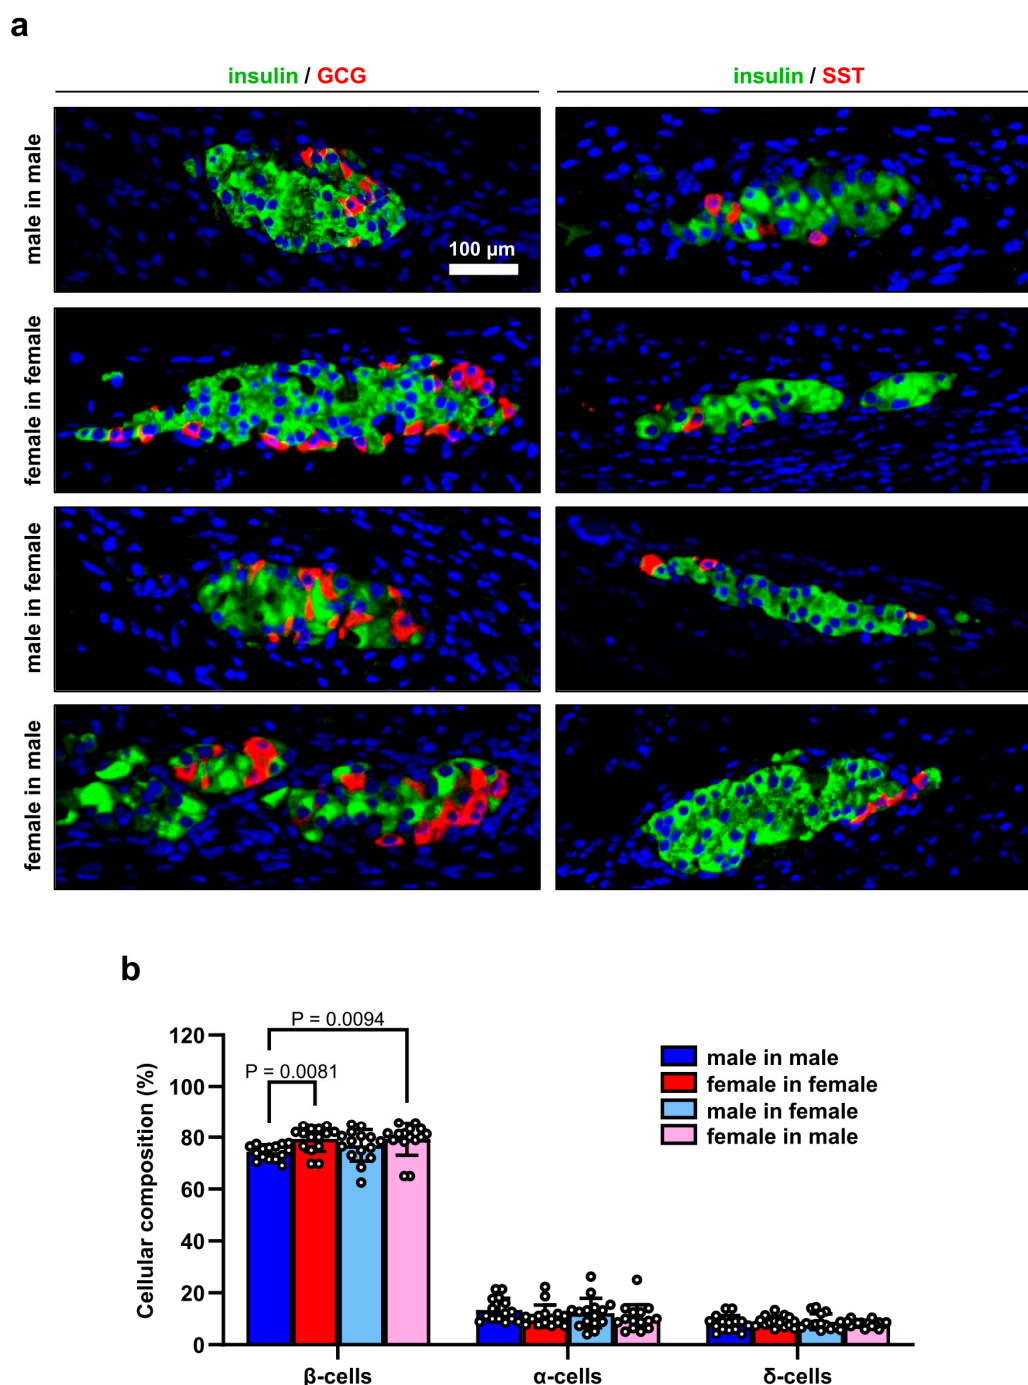 a
insulin / GCG
insulin / SST
male in male
100 µm
female in female
male in female
female in male
b
P = 0.0094
P = 0.0081
Cellular composition (%)
120
100
80
60
40
20
0
male in male
female in female
male in female
female in male
β-cells
α-cells
δ-cells